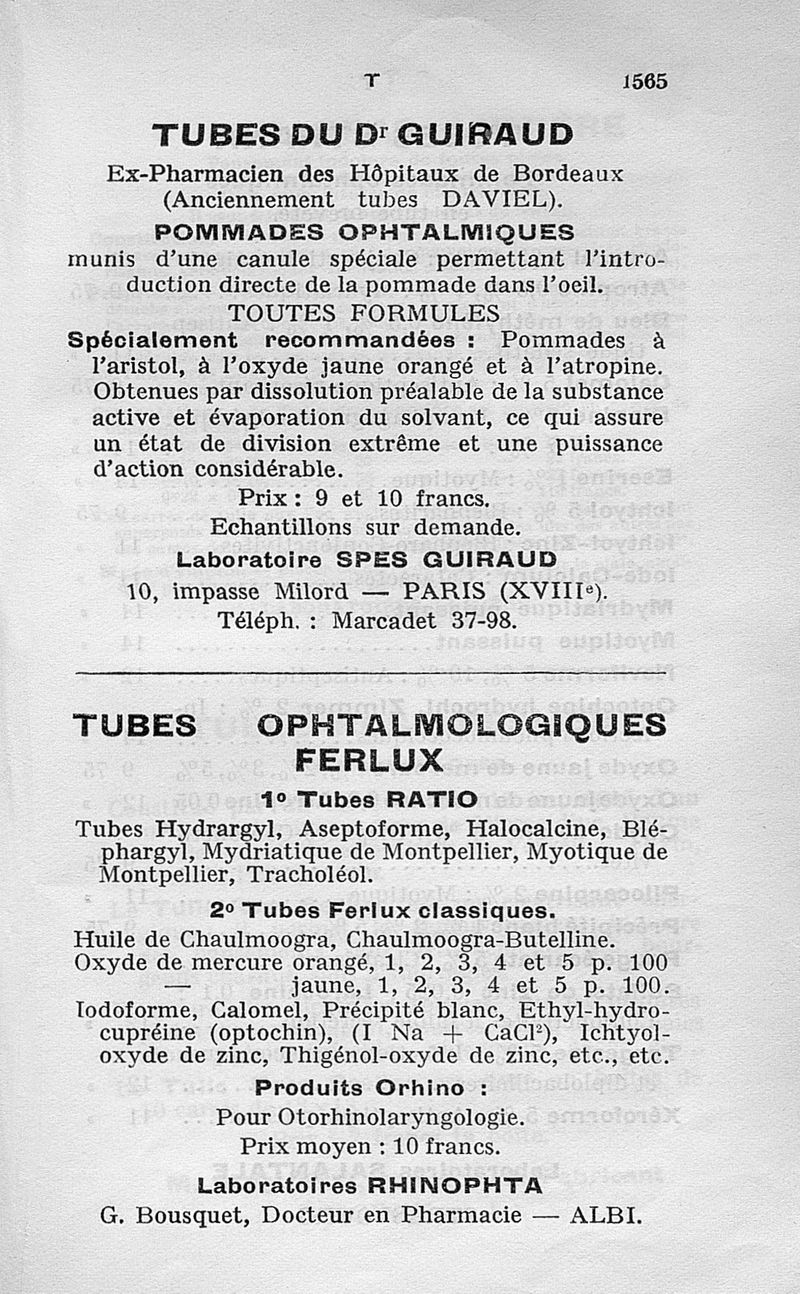 T 1565
TUBES DU Dr GUIRAUD
Ex-Pharmacien des Hôpitaux de Bordeaux
(Anciennement tubes DAVIEL).
POMMADES OPHTALMIQUES
munis d'une canule spéciale permettant l'intro-
duction directe de la pommade dans l'oeil.
TOUTES FORMULES
Spécialement recommandées : Pommades à
l'aristol, à l'oxyde jaune orangé et à l'atropine.
Obtenues par dissolution préalable de la substance
active et évaporation du solvant, ce qui assure
un état de division extrême et une puissance
d'action considérable.
Prix : 9 et 10 francs.
Echantillons sur demande.
Laboratoire SPES GUIRAUD
10, impasse Milord — PARIS (XVIIIe).
Téléph. : Marcadet 37-98.
TUBES OPHTALMOLOGIQUES
FERLUX
1º Tubes RATIO
Tubes Hydrargyl, Aseptoforme, Halocalcine, Blé-
phargyl, Mydriatique de Montpellier, Myotique de
Montpellier, Tracholéol.
2º Tubes Ferlux classiques.
Huile de Chaulmoogra, Chaulmoogra-Butelline.
Oxyde de mercure orangé, 1, 2, 3, 4 et 5 p. 100
— jaune, 1, 2, 3, 4 et 5 p. 100.
Iodoforme, Calomel, Précipité blanc, Ethyl-hydro-
cupréine (optochin), (I Na + CaCl²), Ichtyol-
oxyde de zinc, Thigénol-oxyde de zinc, etc., etc.
Produits Orhino :
Pour Otorhinolaryngologie.
Prix moyen : 10 francs.
Laboratoires RHINOPHTA
G. Bousquet, Docteur en Pharmacie — ALBI.